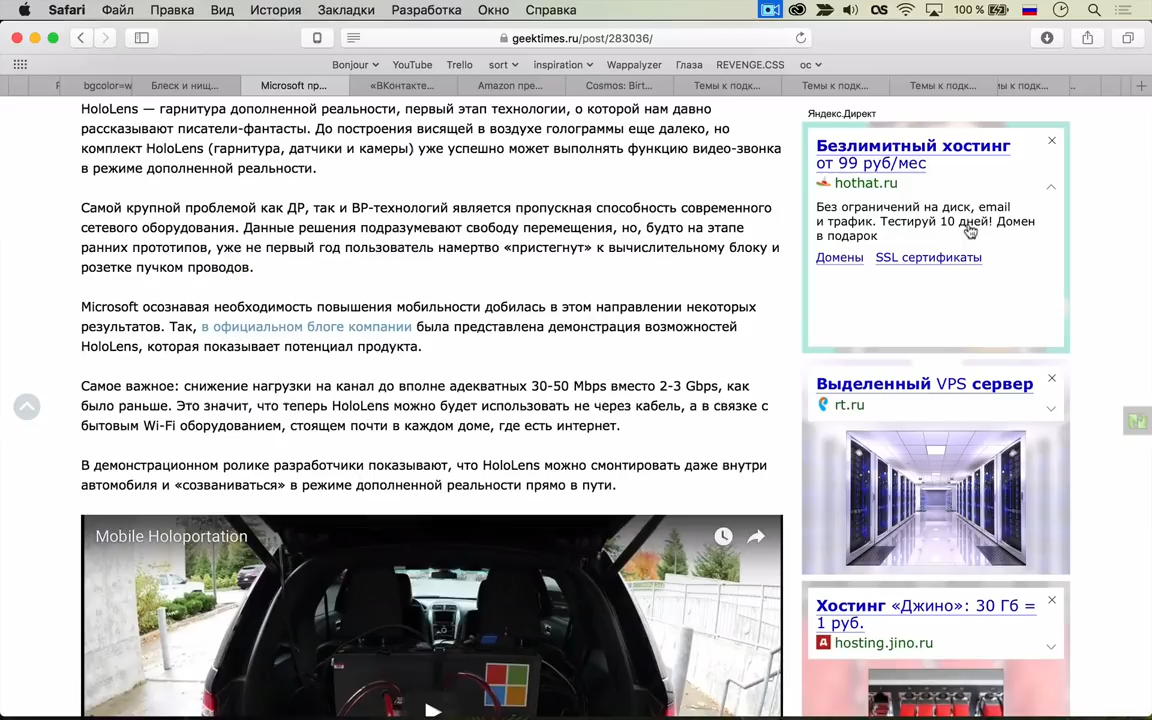 Safari Файл Правка Вид История Закладки Разработка Окно Справка
100 %
geektimes.ru/post/283036/
Bonjour YouTube Trello sort inspiration Wappalyzer Глаза REVENGE.CSS ос
bgcolor=w Блеск и нищ... Microsoft пр... «ВКонтакте... Amazon пре... Cosmos: Birt... Темы к подк... Темы к подк... Темы к подк... ы к подк...
HoloLens — гарнитура дополненной реальности, первый этап технологии, о которой нам давно
рассказывают писатели-фантасты. До построения висящей в воздухе голограммы еще далеко, но
комплект HoloLens (гарнитура, датчики и камеры) уже успешно может выполнять функцию видео-звонка
в режиме дополненной реальности.
Самой крупной проблемой как ДР, так и ВР-технологий является пропускная способность современного
сетевого оборудования. Данные решения подразумевают свободу перемещения, но, будто на этапе
ранних прототипов, уже не первый год пользователь намертво «пристегнут» к вычислительному блоку и
розетке пучком проводов.
Microsoft осознавая необходимость повышения мобильности добилась в этом направлении некоторых
результатов. Так, в официальном блоге компании была представлена демонстрация возможностей
HoloLens, которая показывает потенциал продукта.
Самое важное: снижение нагрузки на канал до вполне адекватных 30-50 Mbps вместо 2-3 Gbps, как
было раньше. Это значит, что теперь HoloLens можно будет использовать не через кабель, а в связке с
бытовым Wi-Fi оборудованием, стоящем почти в каждом доме, где есть интернет.
В демонстрационном ролике разработчики показывают, что HoloLens можно смонтировать даже внутри
автомобиля и «созваниваться» в режиме дополненной реальности прямо в пути.
Mobile Holoportation
Яндекс.Директ
Безлимитный хостинг
от 99 руб/мес
hothat.ru
Без ограничений на диск, email
и трафик. Тестируй 10 дней! Домен
в подарок
Домены SSL сертификаты
Выделенный VPS сервер
rt.ru
Хостинг «Джино»: 30 Гб =
1 руб.
hosting.jino.ru